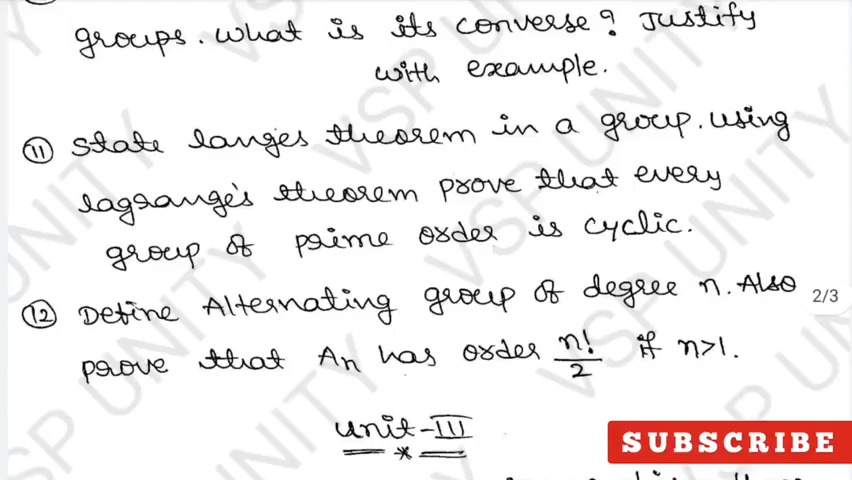 groups. What is its converse? Justify
with example.
(11) State langes theorem in a group. using
lagrange's theorem prove that every
group of prime order is cyclic.
(12) Define Alternating group of degree n. Also
2/3
prove that An has order n!/2 if n>1.
unit-III
SUBSCRIBE
VSP UNITY